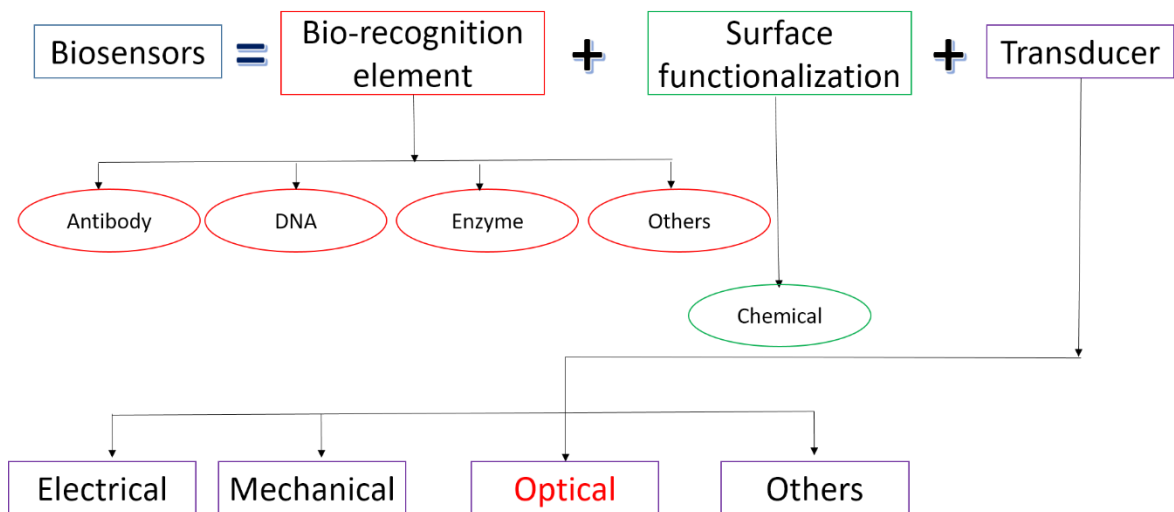 Biosensors = Bio-recognition element + Surface functionalization + Transducer
Antibody DNA Enzyme Others
Chemical
Electrical Mechanical Optical Others